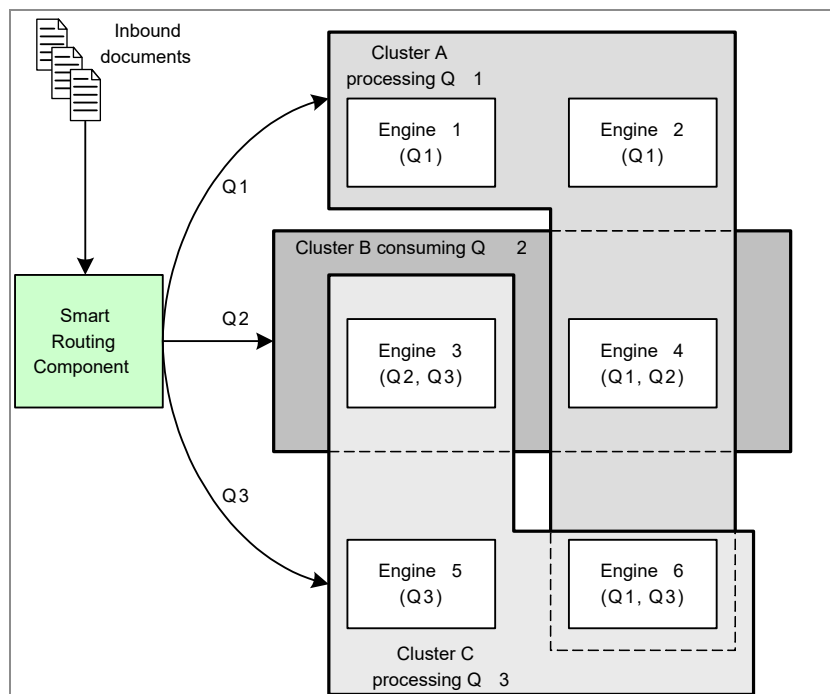 Inbound
documents
Cluster A
processing Q 1
Engine 1
(Q1)
Engine 2
(Q1)
Q1
Cluster B consuming Q 2
Smart
Routing
Component
Q2
Engine 3
(Q2, Q3)
Engine 4
(Q1, Q2)
Q3
Engine 5
(Q3)
Engine 6
(Q1, Q3)
Cluster C
processing Q 3